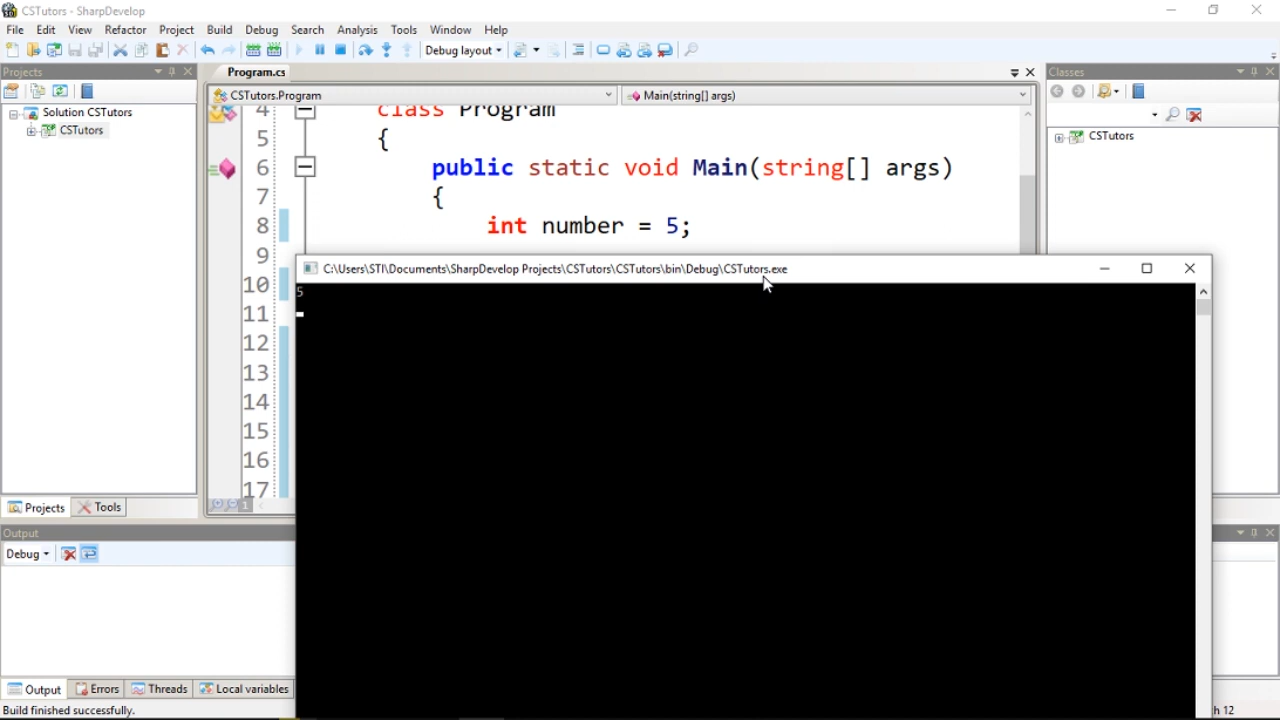 CSTutors - SharpDevelop
File Edit View Refactor Project Build Debug Search Analysis Tools Window Help
Debug layout
Projects
Solution CSTutors
CSTutors
Projects Tools
Program.cs
CSTutors.Program Main(string[] args)
4 class Program
5 {
6 public static void Main(string[] args)
7 {
8 int number = 5;
9
10
11
12
13
14
15
16
17
1
Classes
CSTutors
C:\Users\STI\Documents\SharpDevelop Projects\CSTutors\CSTutors\bin\Debug\CSTutors.exe
5
Output
Debug
Output Errors Threads Local variables
Build finished successfully.
h 12